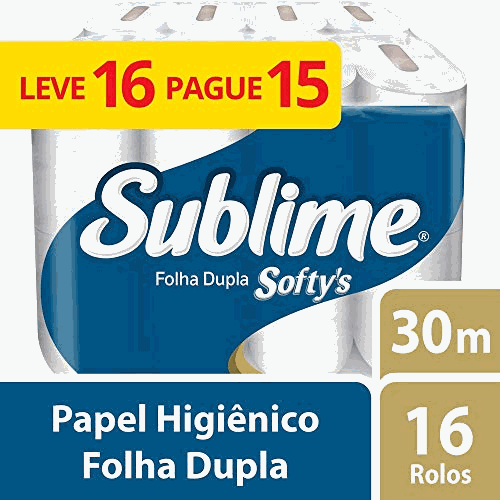 LEVE 16 PAGUE 15
Sublime®
Folha Dupla Softy's
30m
Papel Higiênico
Folha Dupla
16
Rolos